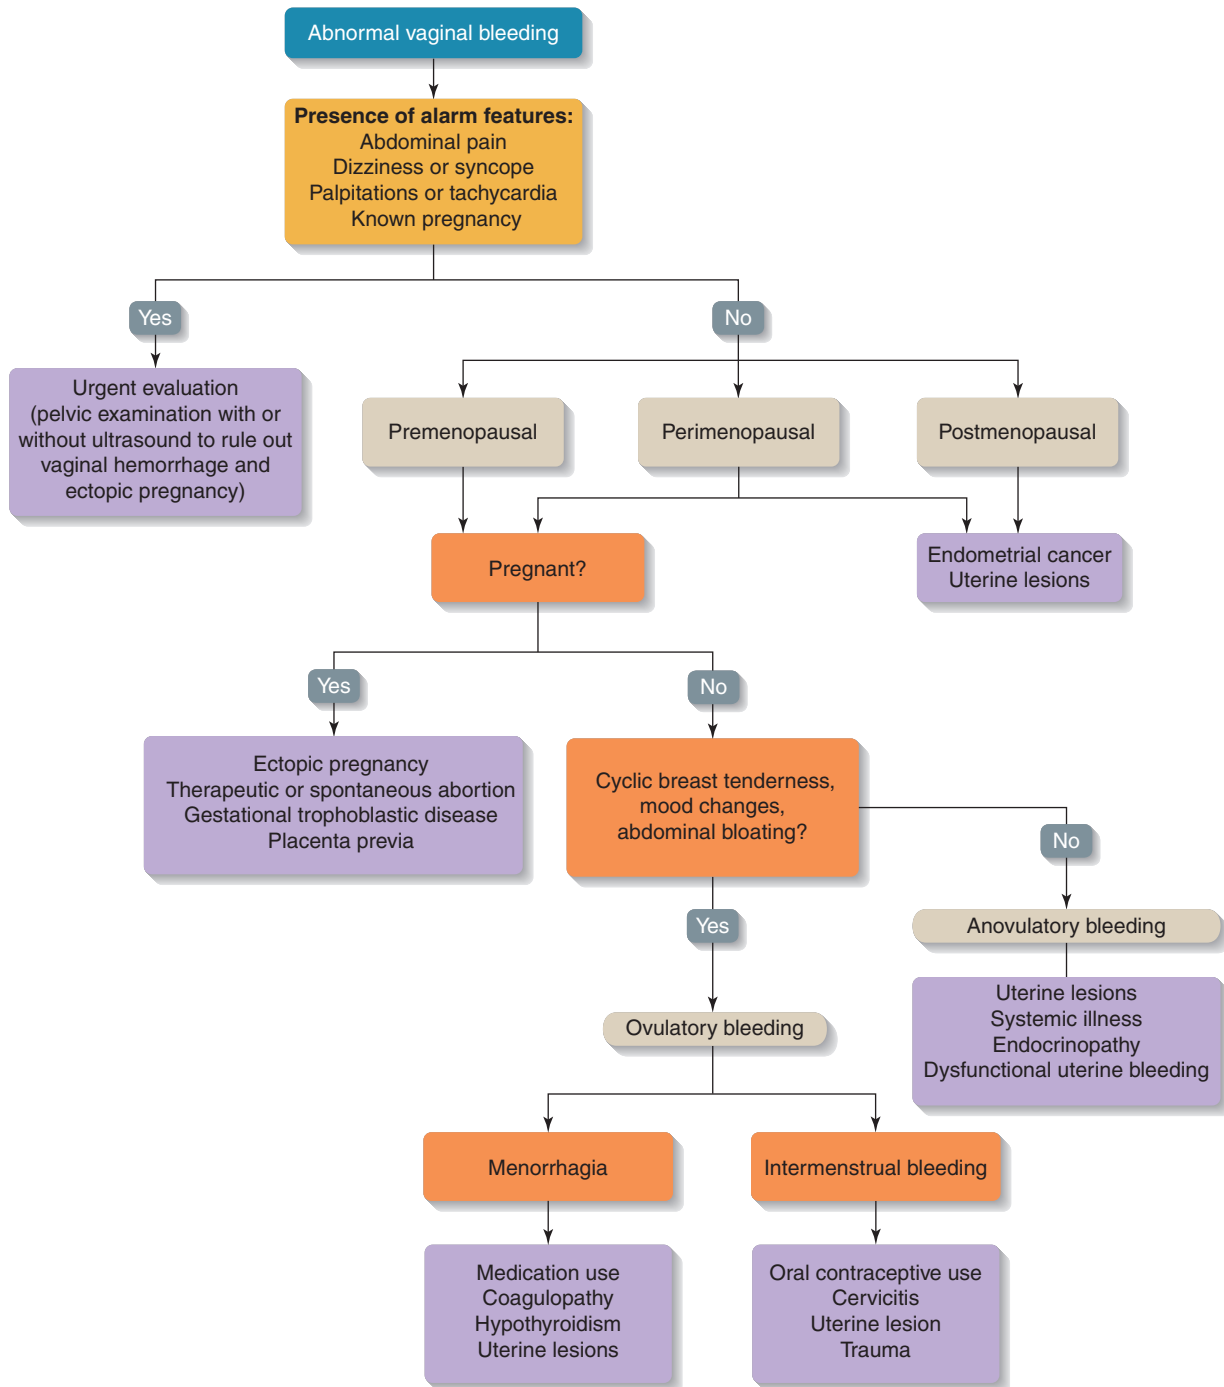 Abnormal vaginal bleeding
Presence of alarm features:
Abdominal pain
Dizziness or syncope
Palpitations or tachycardia
Known pregnancy
Yes
No
Urgent evaluation
(pelvic examination with or
without ultrasound to rule out
vaginal hemorrhage and
ectopic pregnancy)
Premenopausal
Perimenopausal
Postmenopausal
Pregnant?
Endometrial cancer
Uterine lesions
Yes
No
Ectopic pregnancy
Therapeutic or spontaneous abortion
Gestational trophoblastic disease
Placenta previa
Cyclic breast tenderness,
mood changes,
abdominal bloating?
No
Yes
Anovulatory bleeding
Uterine lesions
Systemic illness
Endocrinopathy
Dysfunctional uterine bleeding
Ovulatory bleeding
Menorrhagia
Intermenstrual bleeding
Medication use
Coagulopathy
Hypothyroidism
Uterine lesions
Oral contraceptive use
Cervicitis
Uterine lesion
Trauma